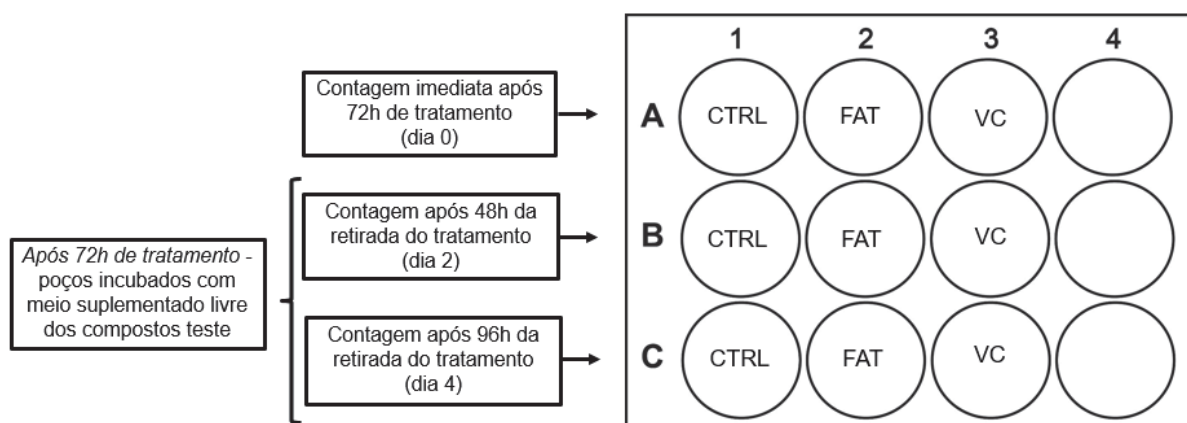 Contagem imediata após
72h de tratamento
(dia 0)
Após 72h de tratamento -
poços incubados com
meio suplementado livre
dos compostos teste
Contagem após 48h da
retirada do tratamento
(dia 2)
Contagem após 96h da
retirada do tratamento
(dia 4)
1 2 3 4
A CTRL FAT VC
B CTRL FAT VC
C CTRL FAT VC